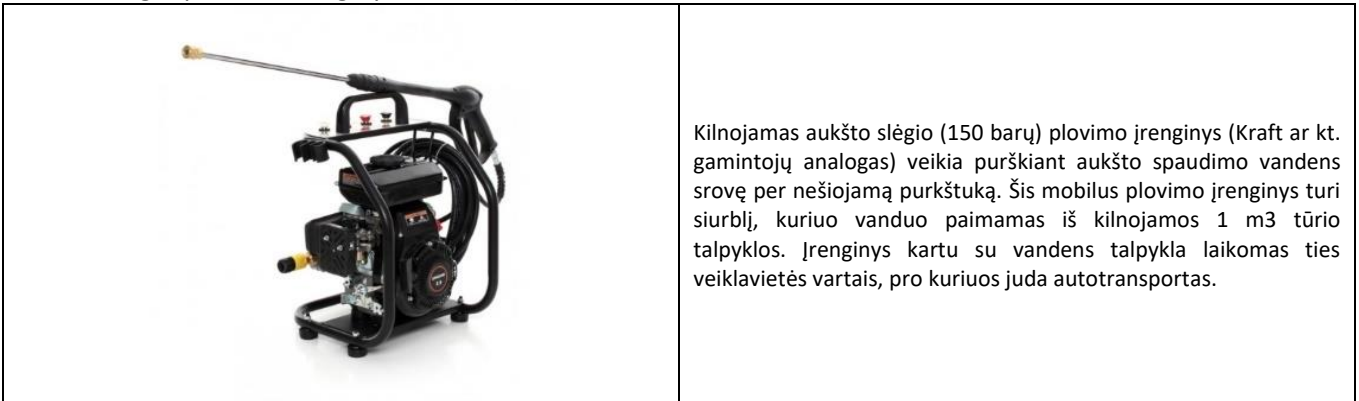 Kilnojamas aukšto slėgio (150 barų) plovimo įrenginys (Kraft ar kt.
gamintojų analogas) veikia purškiant aukšto spaudimo vandens
srovę per nešiojamą purkštuką. Šis mobilus plovimo įrenginys turi
siurblį, kuriuo vanduo paimamas iš kilnojamos 1 m3 tūrio
talpyklos. Įrenginys kartu su vandens talpykla laikomas ties
veiklavietės vartais, pro kuriuos juda autotransportas.